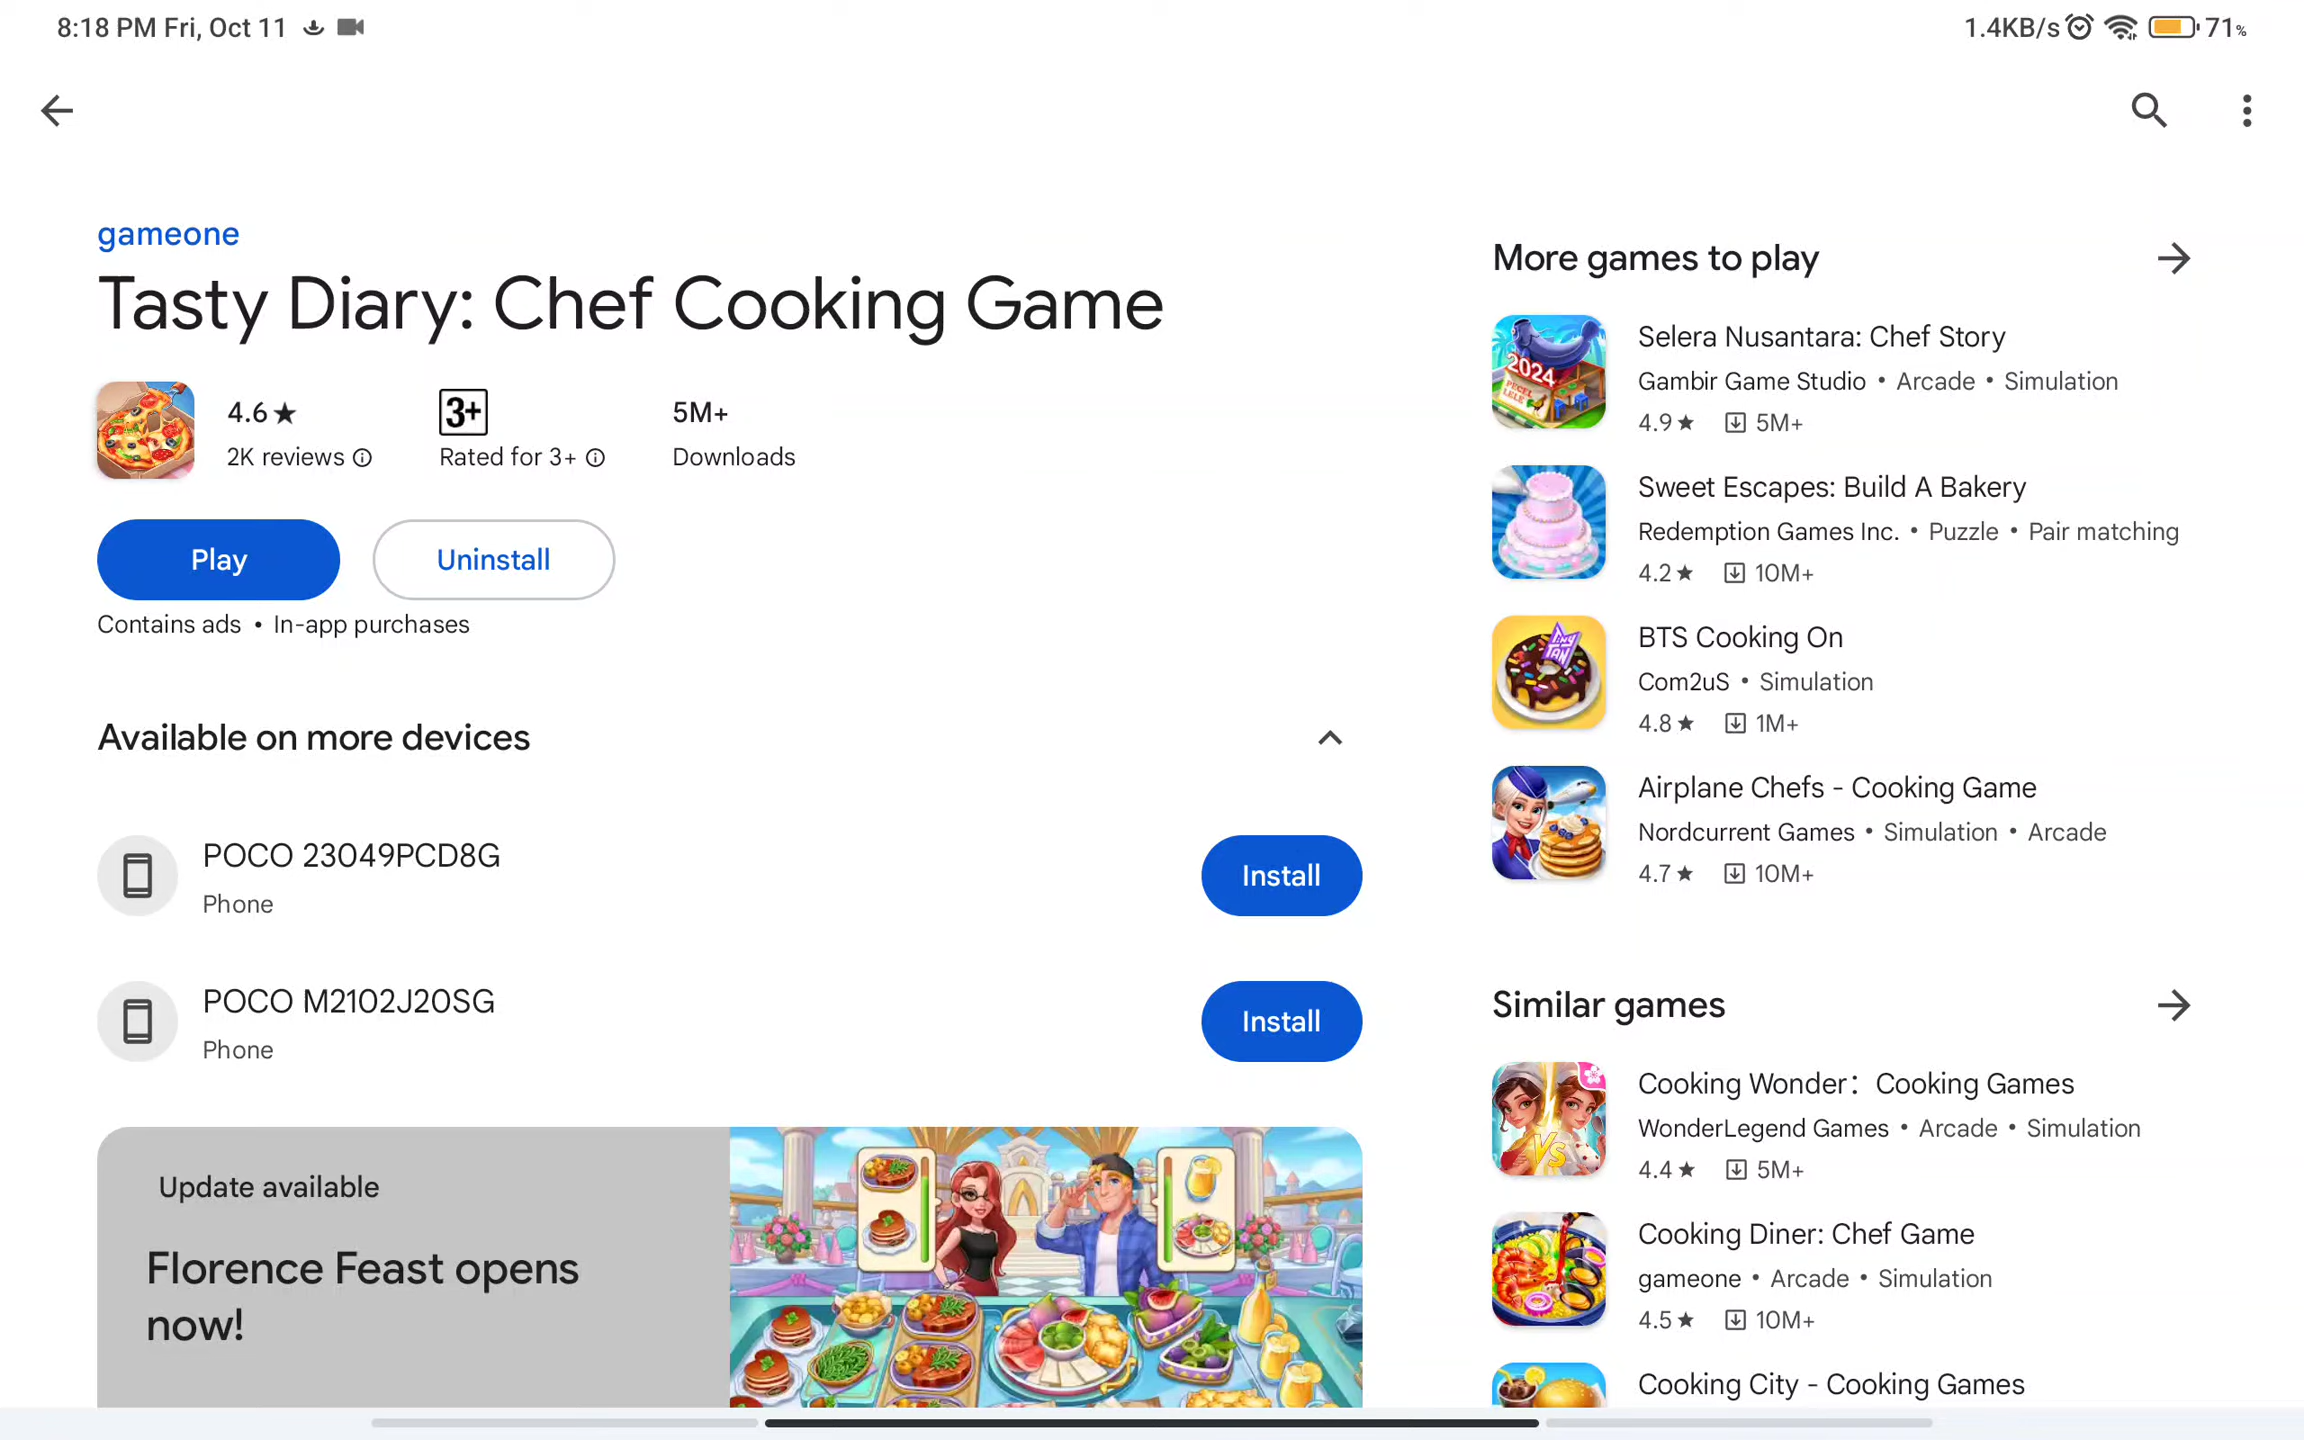 8:18 PM Fri, Oct 11
1.4KB/s
71%
gameone
Tasty Diary: Chef Cooking Game
4.6★
2K reviews
3+
Rated for 3+
5M+
Downloads
Play
Uninstall
Contains ads • In-app purchases
Available on more devices
POCO 23049PCD8G
Phone
Install
POCO M2102J20SG
Phone
Install
Update available
Florence Feast opens
now!
More games to play
2024
PECEL
LELE
Selera Nusantara: Chef Story
Gambir Game Studio • Arcade • Simulation
4.9★ 5M+
Sweet Escapes: Build A Bakery
Redemption Games Inc. • Puzzle • Pair matching
4.2★ 10M+
TINY
TAN
BTS Cooking On
Com2uS • Simulation
4.8★ 1M+
Airplane Chefs - Cooking Game
Nordcurrent Games • Simulation • Arcade
4.7★ 10M+
Similar games
VS
Cooking Wonder： Cooking Games
WonderLegend Games • Arcade • Simulation
4.4★ 5M+
Cooking Diner: Chef Game
gameone • Arcade • Simulation
4.5★ 10M+
Cooking City - Cooking Games